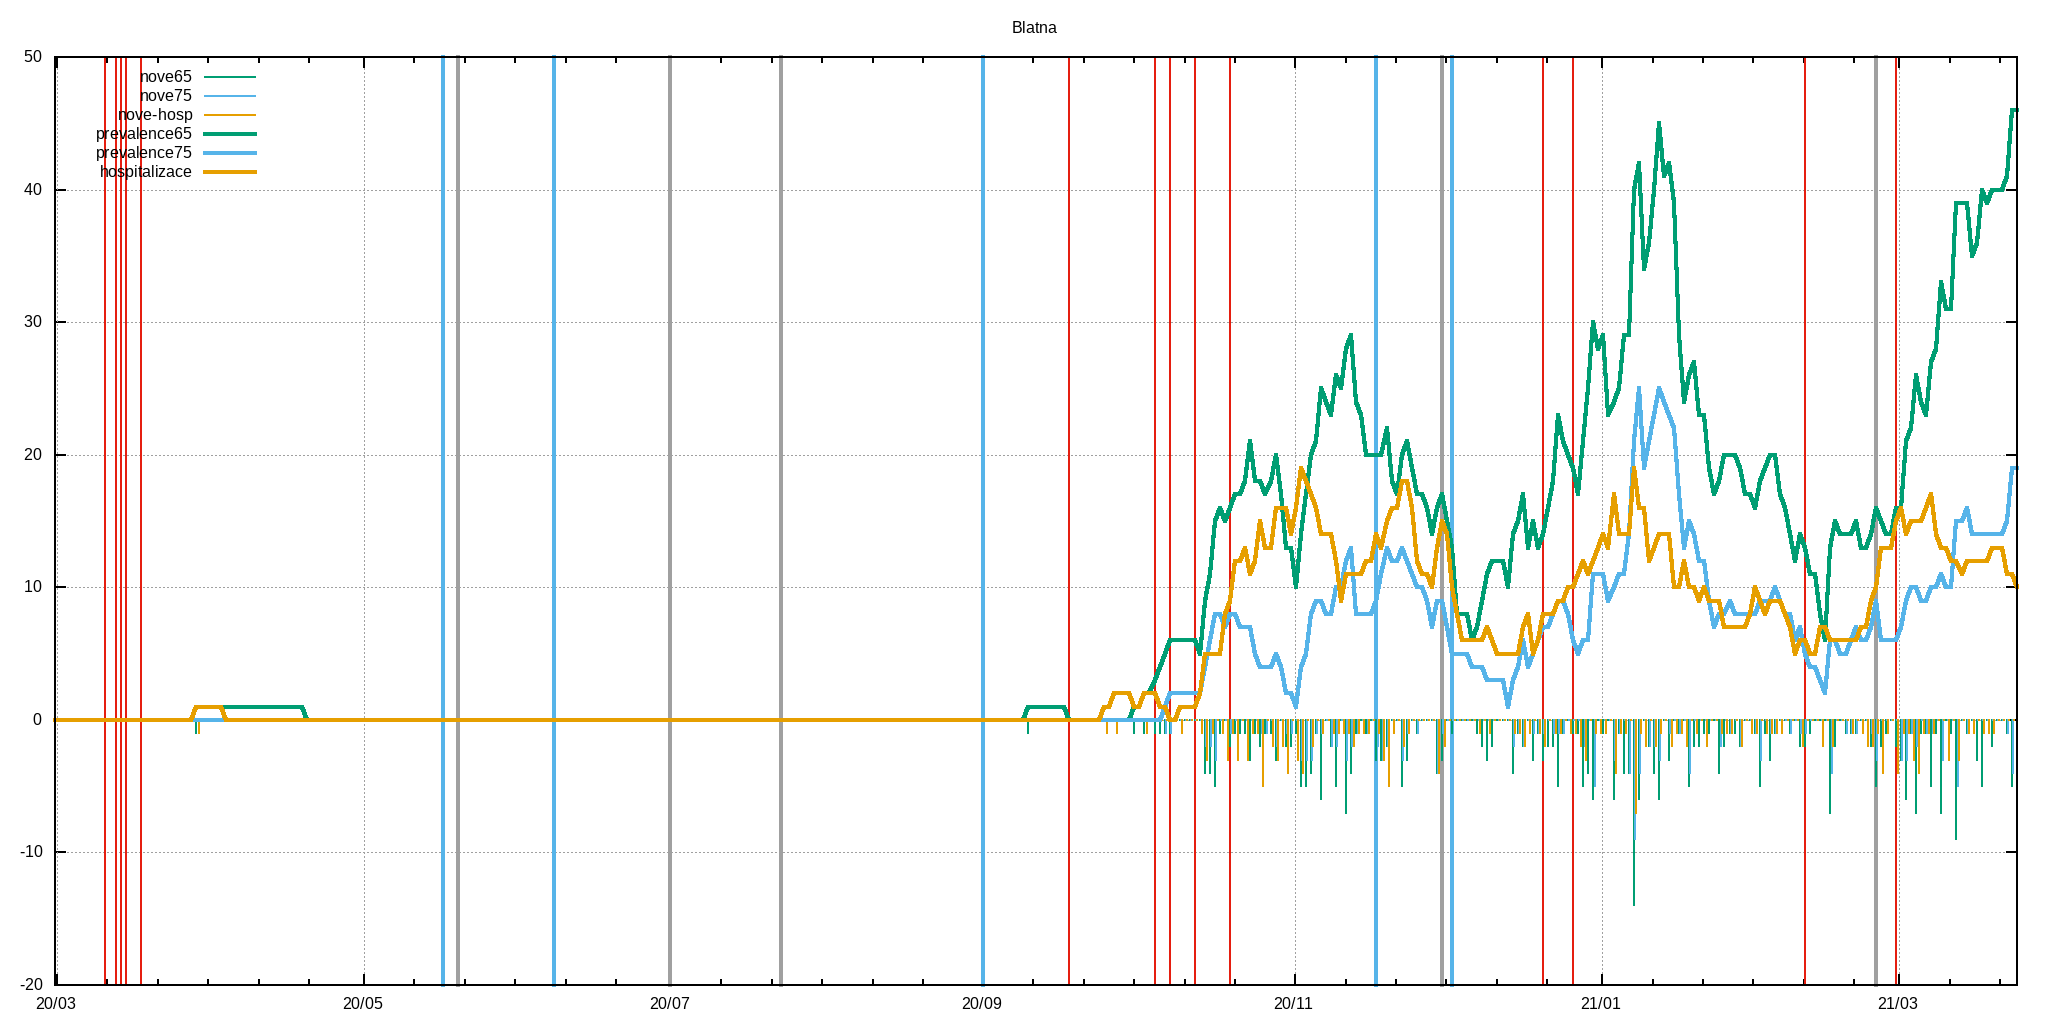 Blatna
50
nove65
nove75
nove-hosp
prevalence65
prevalence75
hospitalizace
40
30
20
10
0
-10
-20
20/03 20/05 20/07 20/09 20/11 21/01 21/03